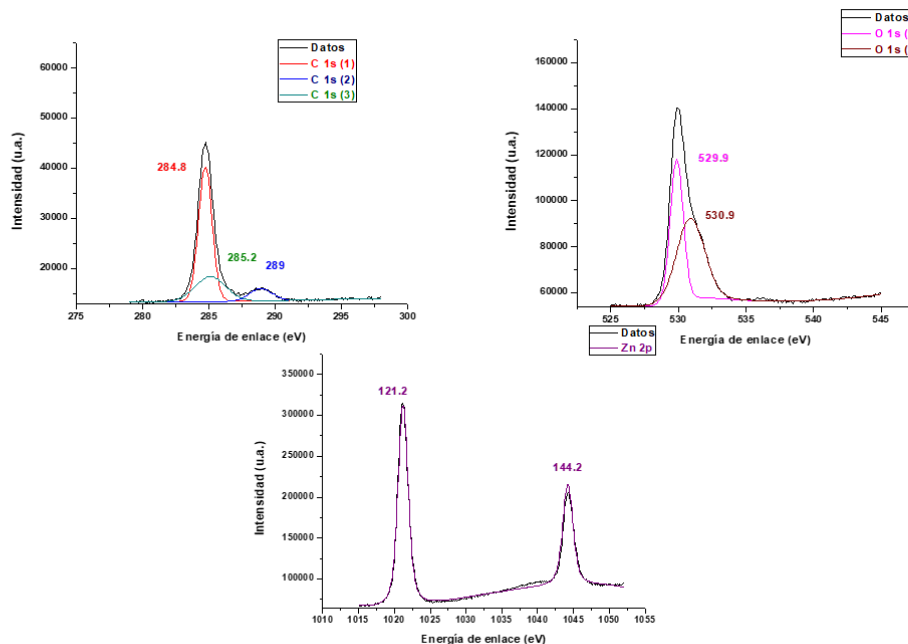 Datos
C 1s (1)
C 1s (2)
C 1s (3)
60000
50000
40000
30000
20000
Intensidad (u.a.)
284.8
285.2
289
275 280 285 290 295 300
Energía de enlace (eV)
Datos
O 1s (
O 1s (
160000
140000
120000
100000
80000
60000
Intensidad (u.a.)
529.9
530.9
525 530 535 540 545
Energía de enlace (eV)
Datos
Zn 2p
350000
300000
250000
200000
150000
100000
Intensidad (u.a.)
121.2
144.2
1010 1015 1020 1025 1030 1035 1040 1045 1050 1055
Energía de enlace (eV)